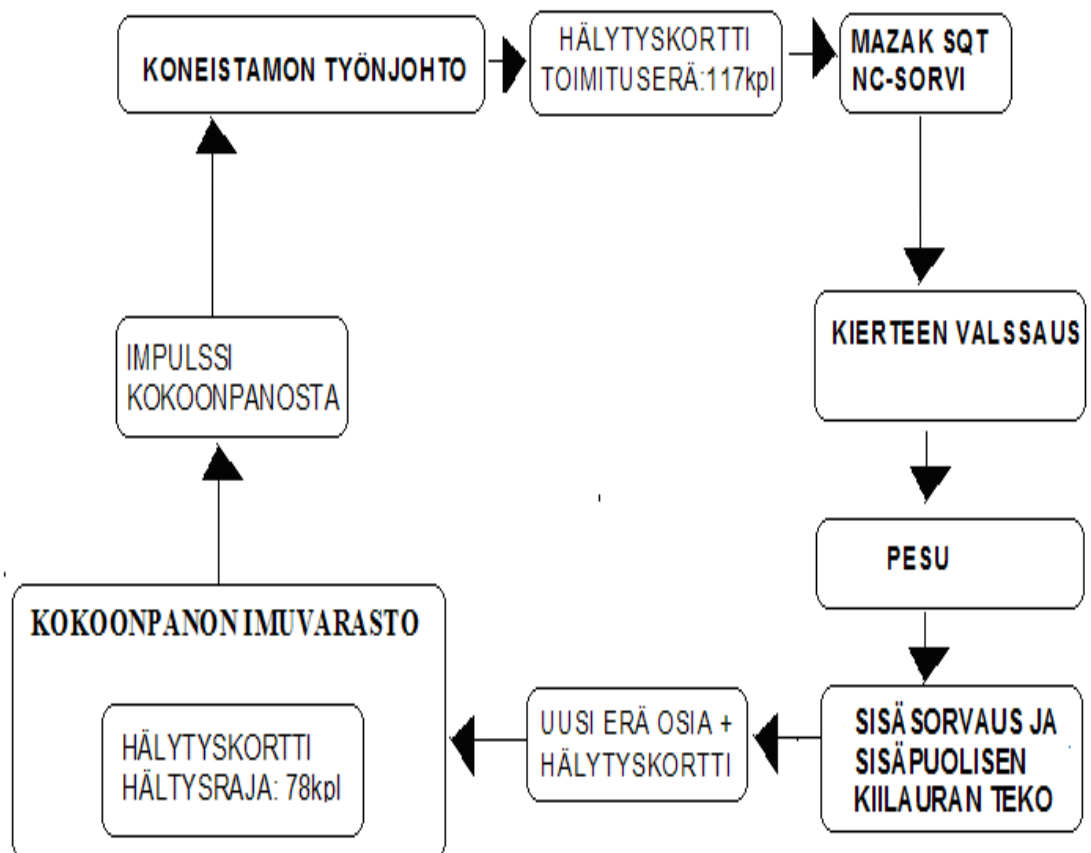 KONEISTAMON TYÖNJOHTO
HÄLYTYSKORTTI
TOIMITUSERÄ:117kpl
MAZAK SQT
NC-SORVI
KIERTEEN VALSSAUS
IMPULSSI
KOKOONPANOSTA
PESU
KOKOONPANON IMUVARASTO
HÄLYTYSKORTTI
HÄLTYSRAJA: 78kpl
UUSI ERÄ OSIA +
HÄLYTYSKORTTI
SISÄSORVAUS JA
SISÄPUOLISEN
KIILAURAN TEKO